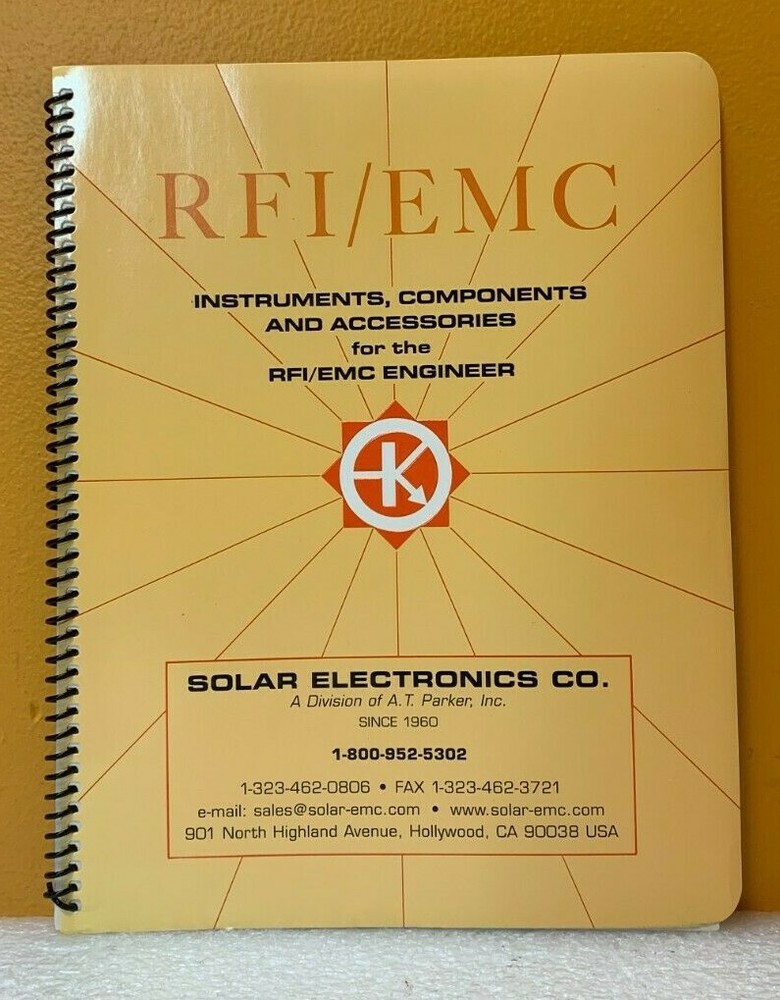 RFI/EMC
INSTRUMENTS, COMPONENTS
AND ACCESSORIES
for the
RFI/EMC ENGINEER
SOLAR ELECTRONICS CO.
A Division of A.T. Parker, Inc.
SINCE 1960
1-800-952-5302
1-323-462-0806 • FAX 1-323-462-3721
e-mail: sales@solar-emc.com • www.solar-emc.com
901 North Highland Avenue, Hollywood, CA 90038 USA